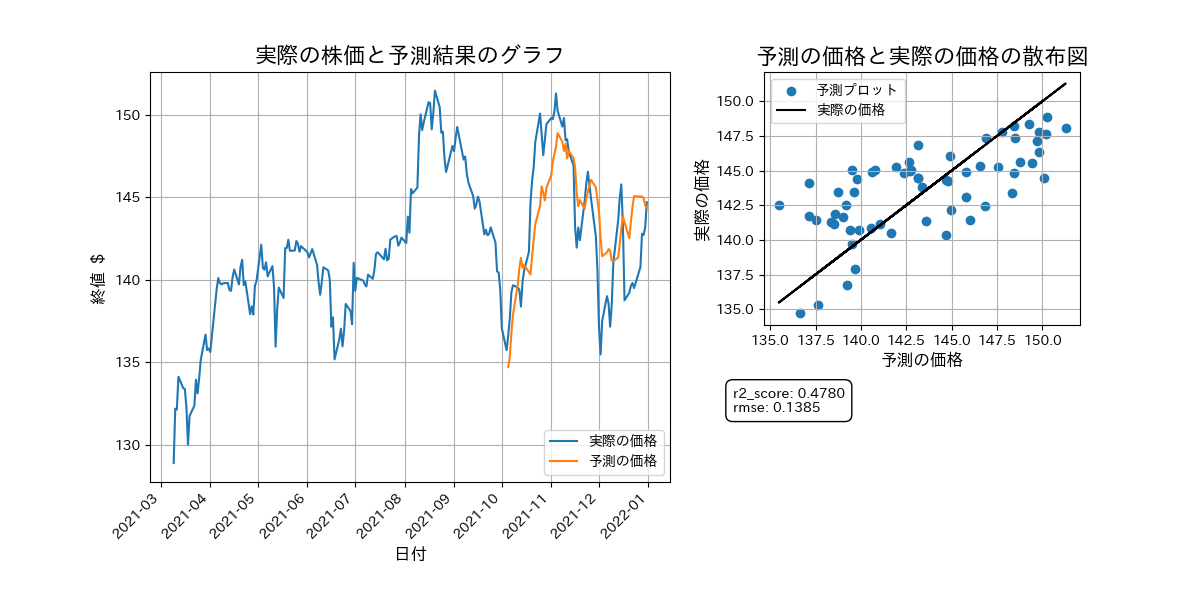 実際の株価と予測結果のグラフ
終値 $
150
145
140
135
130
実際の価格
予測の価格
2021-03
2021-04
2021-05
2021-06
2021-07
2021-08
2021-09
2021-10
2021-11
2021-12
2022-01
日付
予測の価格と実際の価格の散布図
予測プロット
実際の価格
実際の価格
150.0
147.5
145.0
142.5
140.0
137.5
135.0
135.0 137.5 140.0 142.5 145.0 147.5 150.0
予測の価格
r2_score: 0.4780
rmse: 0.1385